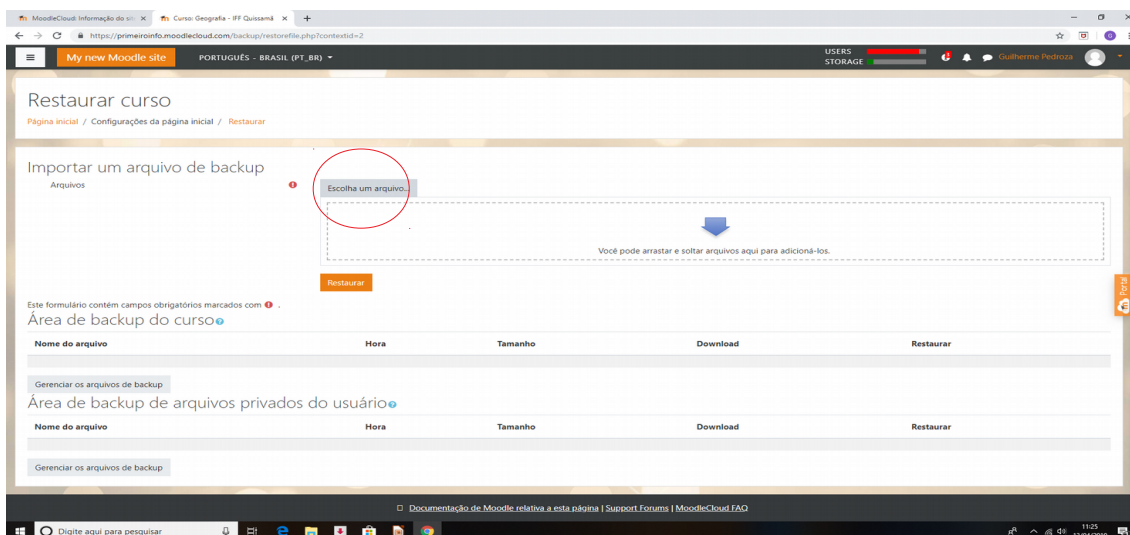 MoodleCloud: Informação do sit
Curso: Geografia - IFF Quissamã
https://primeiroinfo.moodlecloud.com/backup/restorefile.php?contextid=2
My new Moodle site
PORTUGUÊS - BRASIL (PT_BR)
USERS
STORAGE
Guilherme Pedroza
Restaurar curso
Página inicial / Configurações da página inicial / Restaurar
Importar um arquivo de backup
Arquivos
Escolha um arquivo...
Você pode arrastar e soltar arquivos aqui para adicioná-los.
Restaurar
Portal
Este formulário contém campos obrigatórios marcados com .
Área de backup do curso
Nome do arquivo Hora Tamanho Download Restaurar
Gerenciar os arquivos de backup
Área de backup de arquivos privados do usuário
Nome do arquivo Hora Tamanho Download Restaurar
Gerenciar os arquivos de backup
Documentação de Moodle relativa a esta página | Support Forums | MoodleCloud FAQ
Digite aqui para pesquisar
11:25